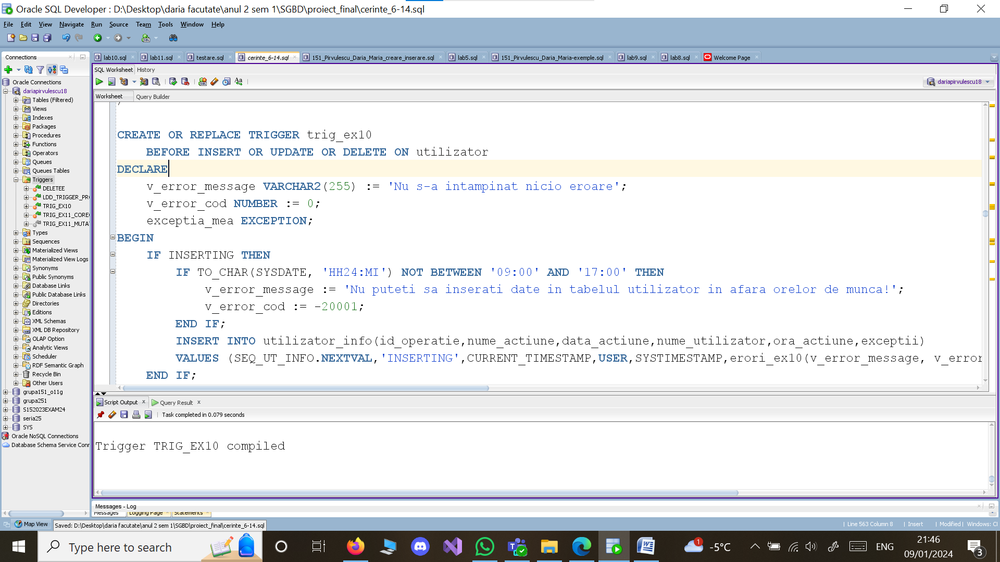 Oracle SQL Developer : D:\Desktop\daria facutate\anul 2 sem 1\SGBD\proiect_final\cerinte_6-14.sql
File Edit View Navigate Run Source Team Tools Window Help
Connections
lab10.sql lab11.sql testare.sql cerinte_6-14.sql 151_Pirvulescu_Daria_Maria_creare_inserare.sql lab5.sql 151_Pirvulescu_Daria_Maria-exemple.sql lab9.sql lab8.sql Welcome Page
SQL Worksheet History
dariapirvulescu18
Worksheet Query Builder
Oracle Connections
dariapirvulescu18
Tables (Filtered)
Views
Indexes
Packages
Procedures
Functions
Operators
Queues
Queues Tables
Triggers
DELETEE
LDD_TRIGGER_PR
TRIG_EX10
TRIG_EX11_CORE
TRIG_EX11_MUTA
Types
Sequences
Materialized Views
Materialized View Logs
Synonyms
Public Synonyms
Database Links
Public Database Links
Directories
Editions
XML Schemas
XML DB Repository
OLAP Option
Analytic Views
Scheduler
RDF Semantic Graph
Recycle Bin
Other Users
grupa151_o11g
grupa251
S152023EXAM24
seria25
SYS
Oracle NoSQL Connections
Database Schema Service Conn
/
CREATE OR REPLACE TRIGGER trig_ex10
BEFORE INSERT OR UPDATE OR DELETE ON utilizator
DECLARE
v_error_message VARCHAR2(255) := 'Nu s-a intampinat nicio eroare';
v_error_cod NUMBER := 0;
exceptia_mea EXCEPTION;
BEGIN
IF INSERTING THEN
IF TO_CHAR(SYSDATE, 'HH24:MI') NOT BETWEEN '09:00' AND '17:00' THEN
v_error_message := 'Nu puteti sa inserati date in tabelul utilizator in afara orelor de munca!';
v_error_cod := -20001;
END IF;
INSERT INTO utilizator_info(id_operatie,nume_actiune,data_actiune,nume_utilizator,ora_actiune,exceptii)
VALUES (SEQ_UT_INFO.NEXTVAL,'INSERTING',CURRENT_TIMESTAMP,USER,SYSTIMESTAMP,erori_ex10(v_error_message, v_error
END IF;
Script Output x Query Result x
Task completed in 0.079 seconds
Trigger TRIG_EX10 compiled
Messages - Log
Messages Logging Page Statements
Map View Saved: D:\Desktop\daria facutate\anul 2 sem 1\SGBD\proiect_final\cerinte_6-14.sql
Line 563 Column 8 Insert Modified Windows: C
Type here to search
1 -5°C ENG 21:46 3
09/01/2024